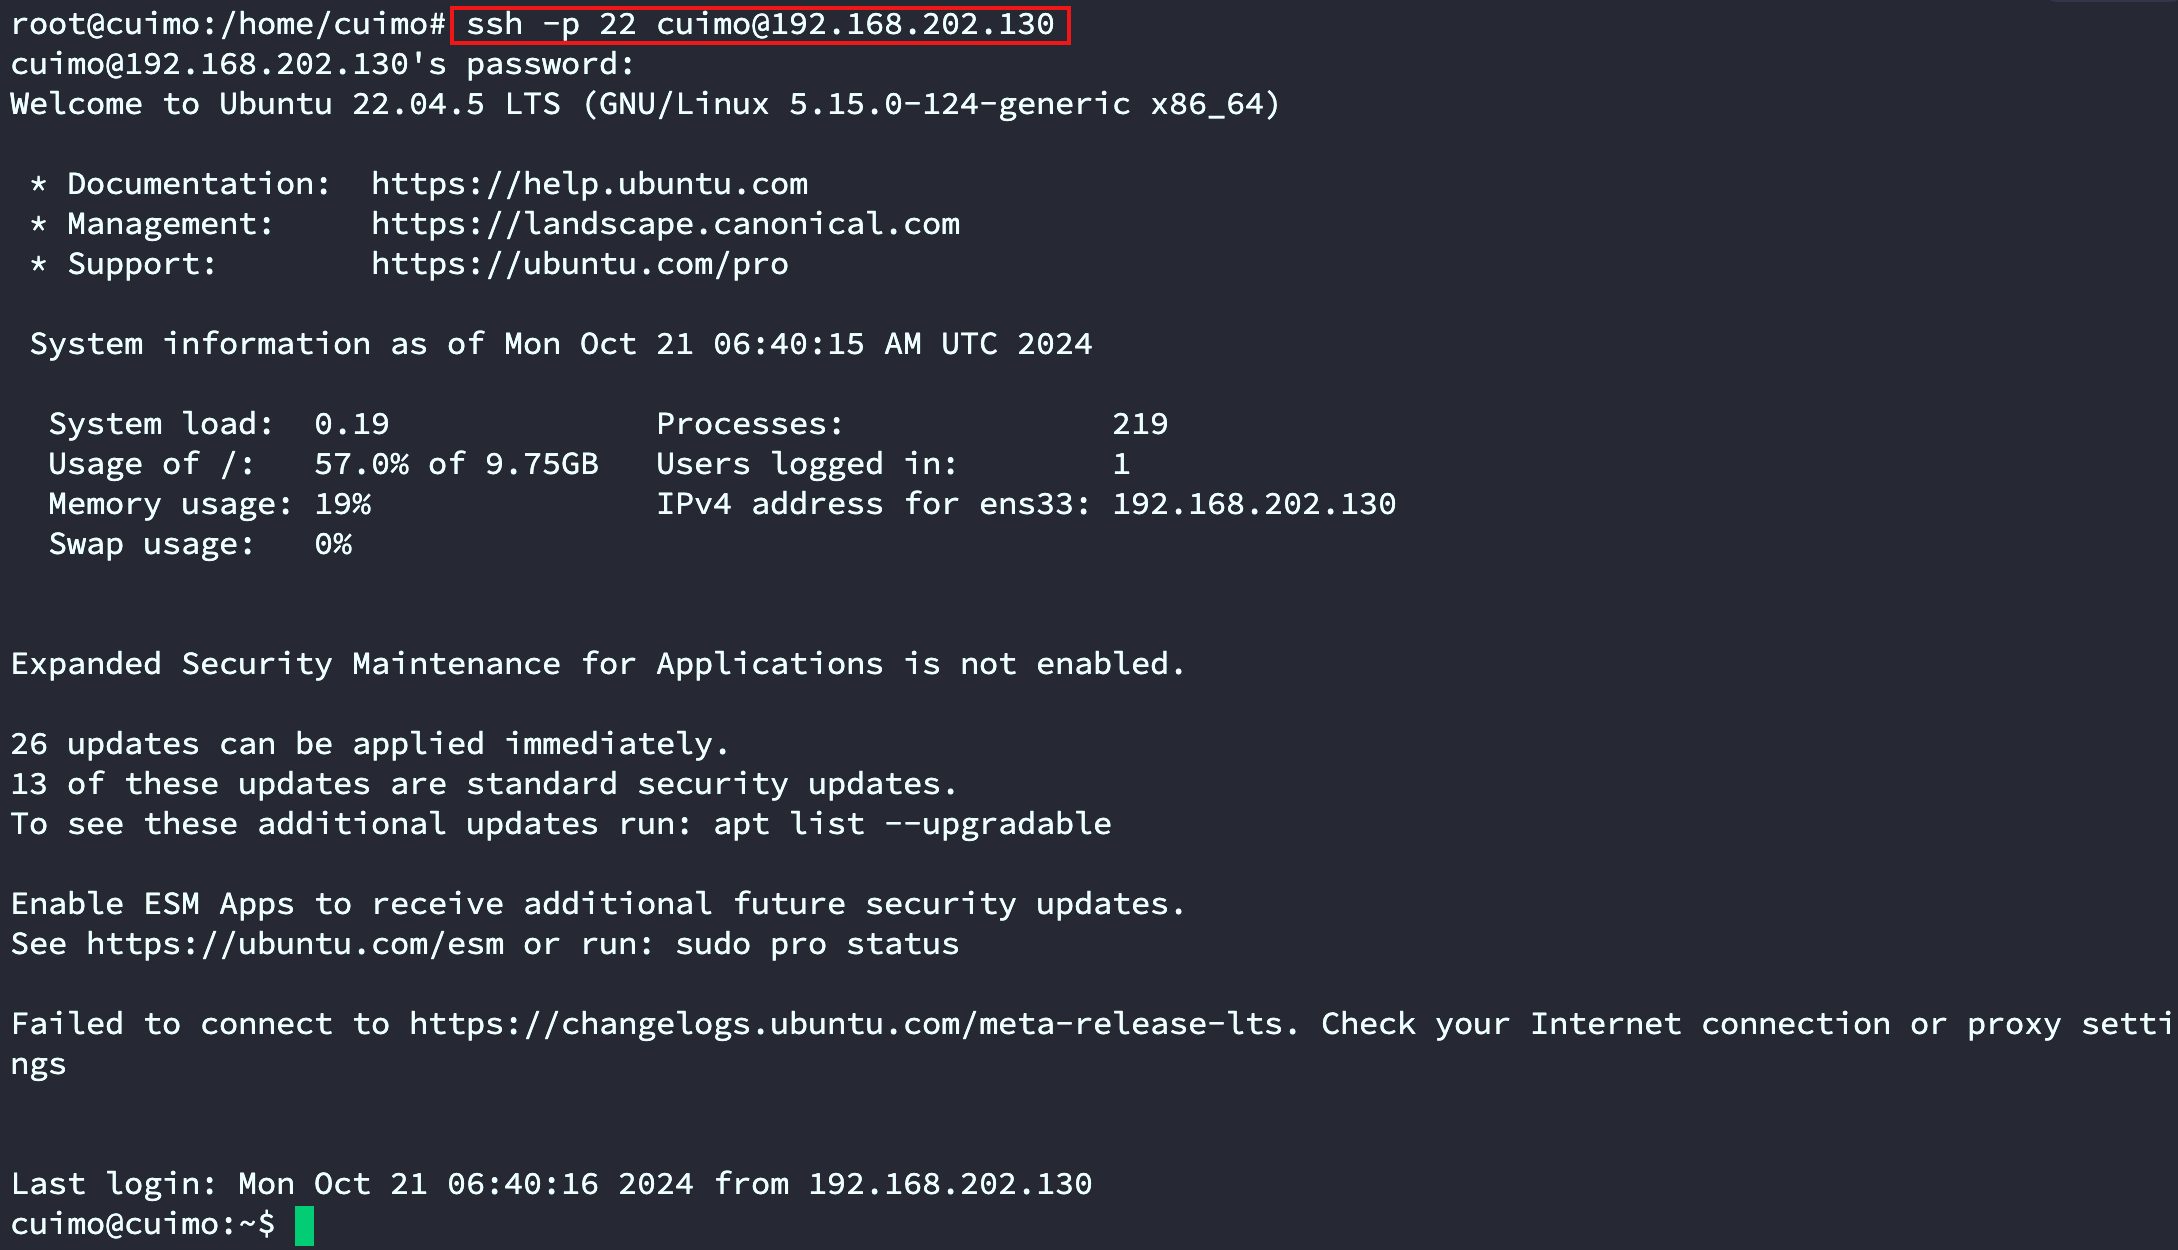 root@cuimo:/home/cuimo# ssh -p 22 cuimo@192.168.202.130
cuimo@192.168.202.130's password:
Welcome to Ubuntu 22.04.5 LTS (GNU/Linux 5.15.0-124-generic x86_64)
* Documentation:  https://help.ubuntu.com
* Management:     https://landscape.canonical.com
* Support:        https://ubuntu.com/pro
System information as of Mon Oct 21 06:40:15 AM UTC 2024
System load:  0.19              Processes:              219
Usage of /:   57.0% of 9.75GB   Users logged in:        1
Memory usage: 19%               IPv4 address for ens33: 192.168.202.130
Swap usage:   0%
Expanded Security Maintenance for Applications is not enabled.
26 updates can be applied immediately.
13 of these updates are standard security updates.
To see these additional updates run: apt list --upgradable
Enable ESM Apps to receive additional future security updates.
See https://ubuntu.com/esm or run: sudo pro status
Failed to connect to https://changelogs.ubuntu.com/meta-release-lts. Check your Internet connection or proxy setti
ngs
Last login: Mon Oct 21 06:40:16 2024 from 192.168.202.130
cuimo@cuimo:~$